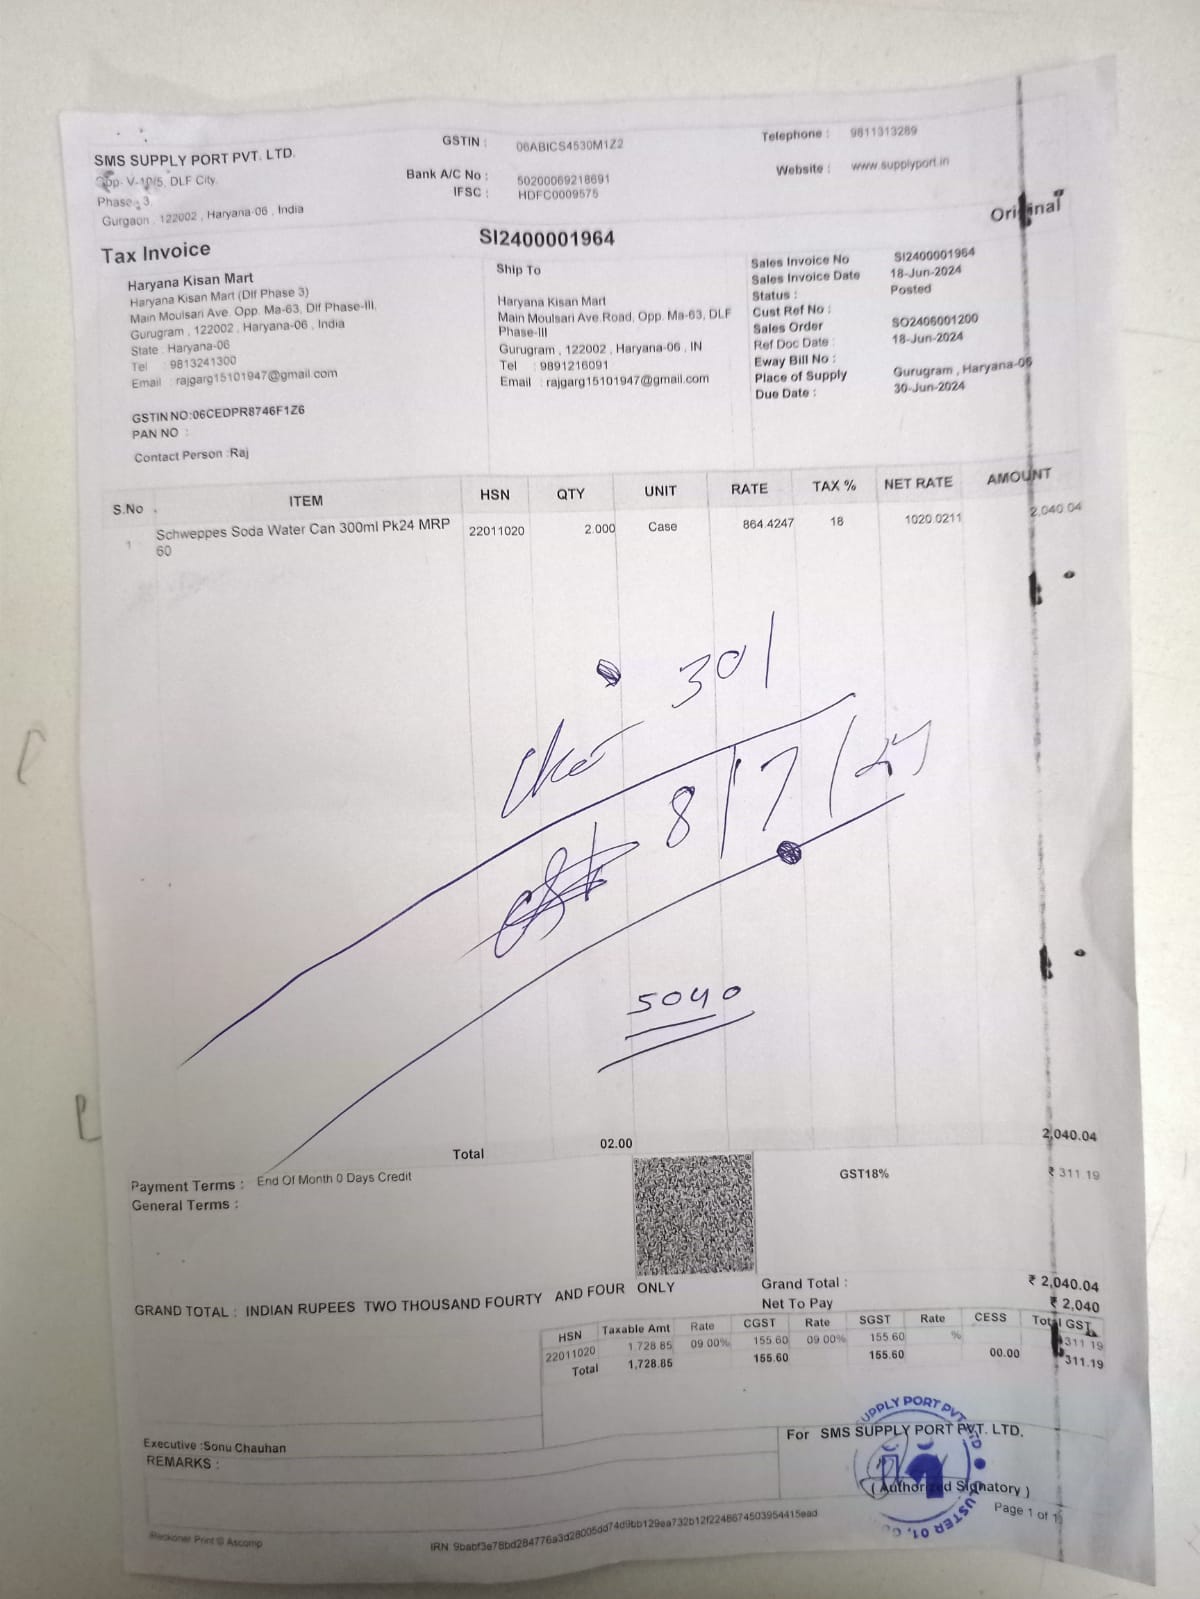 SMS SUPPLY PORT PVT. LTD.
Opp- V-10/5, DLF City,
Phase - 3,
Gurgaon , 122002 , Haryana-06 , India
GSTIN : 06ABICS4530M1Z2
Bank A/C No : 50200069218691
IFSC : HDFC0009575
Telephone : 9811313289
Website : www.supplyport.in
Original
Tax Invoice
SI2400001964
Haryana Kisan Mart
Haryana Kisan Mart (Dlf Phase 3)
Main Moulsari Ave. Opp. Ma-63, Dlf Phase-III,
Gurugram , 122002 , Haryana-06 , India
State : Haryana-06
Tel : 9813241300
Email : rajgarg15101947@gmail.com
GSTIN NO:06CEDPR8746F1Z6
PAN NO :
Contact Person :Raj
Ship To
Haryana Kisan Mart
Main Moulsari Ave.Road, Opp. Ma-63, DLF
Phase-III
Gurugram , 122002 , Haryana-06 , IN
Tel : 9891216091
Email : rajgarg15101947@gmail.com
Sales Invoice No SI2400001964
Sales Invoice Date 18-Jun-2024
Status : Posted
Cust Ref No :
Sales Order SO2406001200
Ref Doc Date : 18-Jun-2024
Eway Bill No :
Place of Supply Gurugram , Haryana-06
Due Date : 30-Jun-2024
S.No ITEM HSN QTY UNIT RATE TAX % NET RATE AMOUNT
1 Schweppes Soda Water Can 300ml Pk24 MRP 22011020 2.000 Case 864.4247 18 1020.0211 2,040.04
60
301
8/7/24
5040
Total 02.00 2,040.04
Payment Terms : End Of Month 0 Days Credit
General Terms :
GST18% ₹ 311.19
Grand Total : ₹ 2,040.04
GRAND TOTAL : INDIAN RUPEES TWO THOUSAND FOURTY AND FOUR ONLY
Net To Pay ₹ 2,040
HSN Taxable Amt Rate CGST Rate SGST Rate CESS Total GST
22011020 1,728.85 09.00% 155.60 09.00% 155.60 % 311.19
Total 1,728.85 155.60 155.60 00.00 311.19
Executive :Sonu Chauhan
REMARKS :
For SMS SUPPLY PORT PVT. LTD.
( Authorized Signatory )
Page 1 of 1
Reckoner Print @ Ascomp